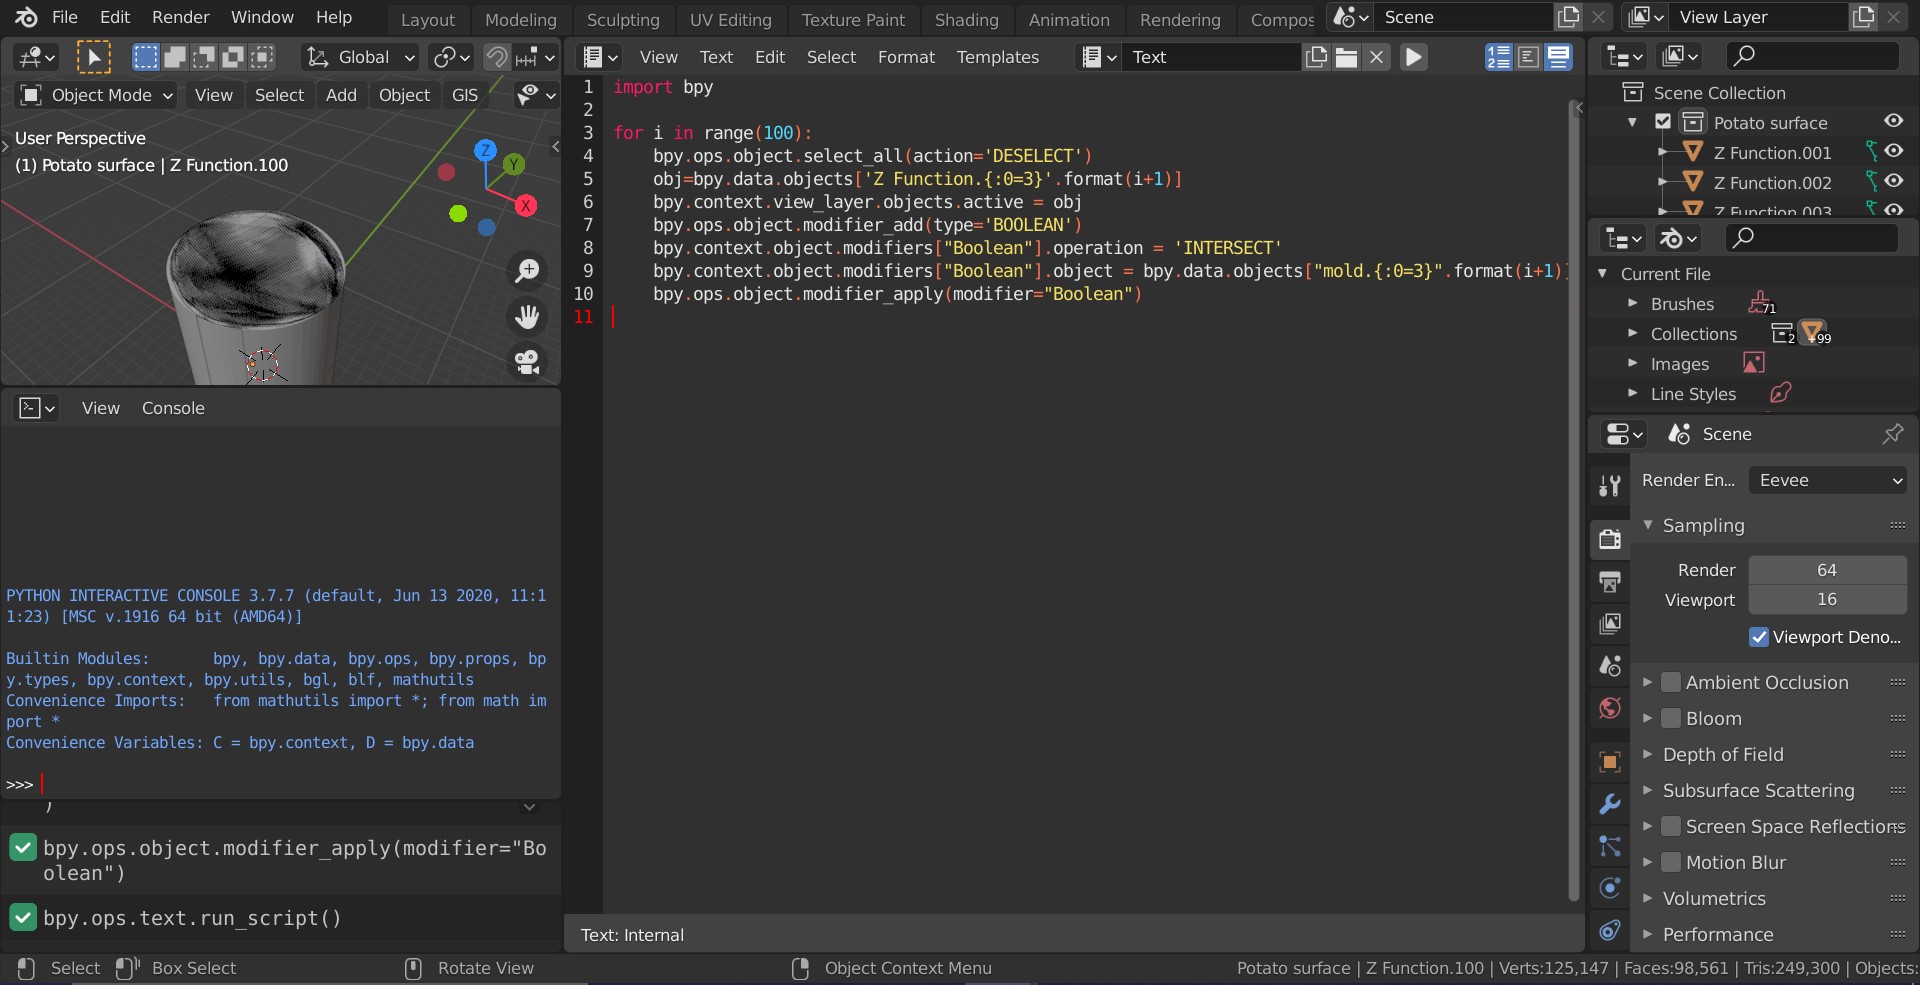 File Edit Render Window Help Layout Modeling Sculpting UV Editing Texture Paint Shading Animation Rendering Compos Scene View Layer
Global View Text Edit Select Format Templates Text
Object Mode View Select Add Object GIS
User Perspective
(1) Potato surface | Z Function.100
Z
Y
X
1 import bpy
2
3 for i in range(100):
4 bpy.ops.object.select_all(action='DESELECT')
5 obj=bpy.data.objects['Z Function.{:0=3}'.format(i+1)]
6 bpy.context.view_layer.objects.active = obj
7 bpy.ops.object.modifier_add(type='BOOLEAN')
8 bpy.context.object.modifiers["Boolean"].operation = 'INTERSECT'
9 bpy.context.object.modifiers["Boolean"].object = bpy.data.objects["mold.{:0=3}".format(i+1)]
10 bpy.ops.object.modifier_apply(modifier="Boolean")
11
View Console
PYTHON INTERACTIVE CONSOLE 3.7.7 (default, Jun 13 2020, 11:1
1:23) [MSC v.1916 64 bit (AMD64)]
Builtin Modules: bpy, bpy.data, bpy.ops, bpy.props, bp
y.types, bpy.context, bpy.utils, bgl, blf, mathutils
Convenience Imports: from mathutils import *; from math im
port *
Convenience Variables: C = bpy.context, D = bpy.data
>>>
)
bpy.ops.object.modifier_apply(modifier="Bo
olean")
bpy.ops.text.run_script()
Text: Internal
Scene Collection
Potato surface
Z Function.001
Z Function.002
Z Function.003
Current File
Brushes 71
Collections 2 +99
Images
Line Styles
Scene
Render En... Eevee
Sampling
Render 64
Viewport 16
Viewport Deno...
Ambient Occlusion
Bloom
Depth of Field
Subsurface Scattering
Screen Space Reflections
Motion Blur
Volumetrics
Performance
Select Box Select Rotate View Object Context Menu Potato surface | Z Function.100 | Verts:125,147 | Faces:98,561 | Tris:249,300 | Objects: